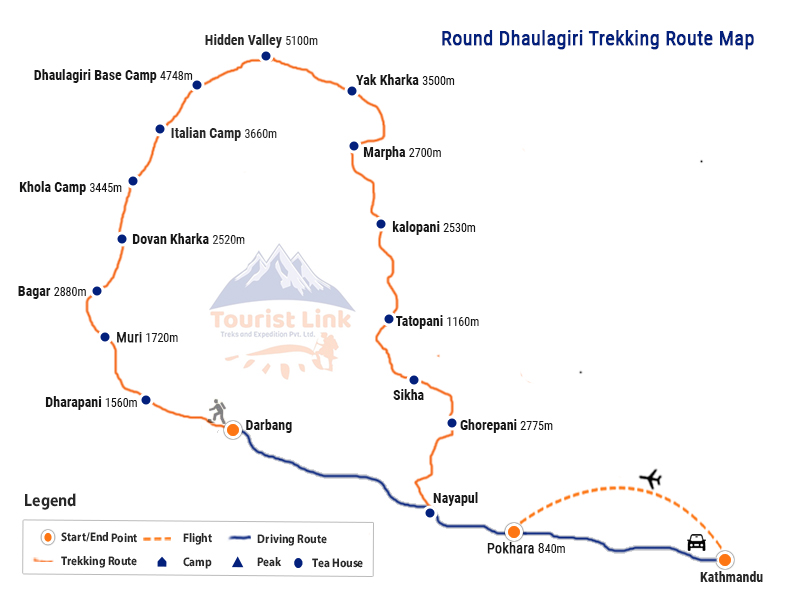 Round Dhaulagiri Trekking Route Map
Hidden Valley 5100m
Dhaulagiri Base Camp 4748m
Yak Kharka 3500m
Italian Camp 3660m
Marpha 2700m
Khola Camp 3445m
kalopani 2530m
Dovan Kharka 2520m
Bagar 2880m
Tourist Link
Treks and Expedition Pvt. Ltd.
Tatopani 1160m
Muri 1720m
Sikha
Dharapani 1560m
Darbang
Ghorepani 2775m
Nayapul
Pokhara 840m
Kathmandu
Legend
Start/End Point
Flight
Driving Route
Trekking Route
Camp
Peak
Tea House